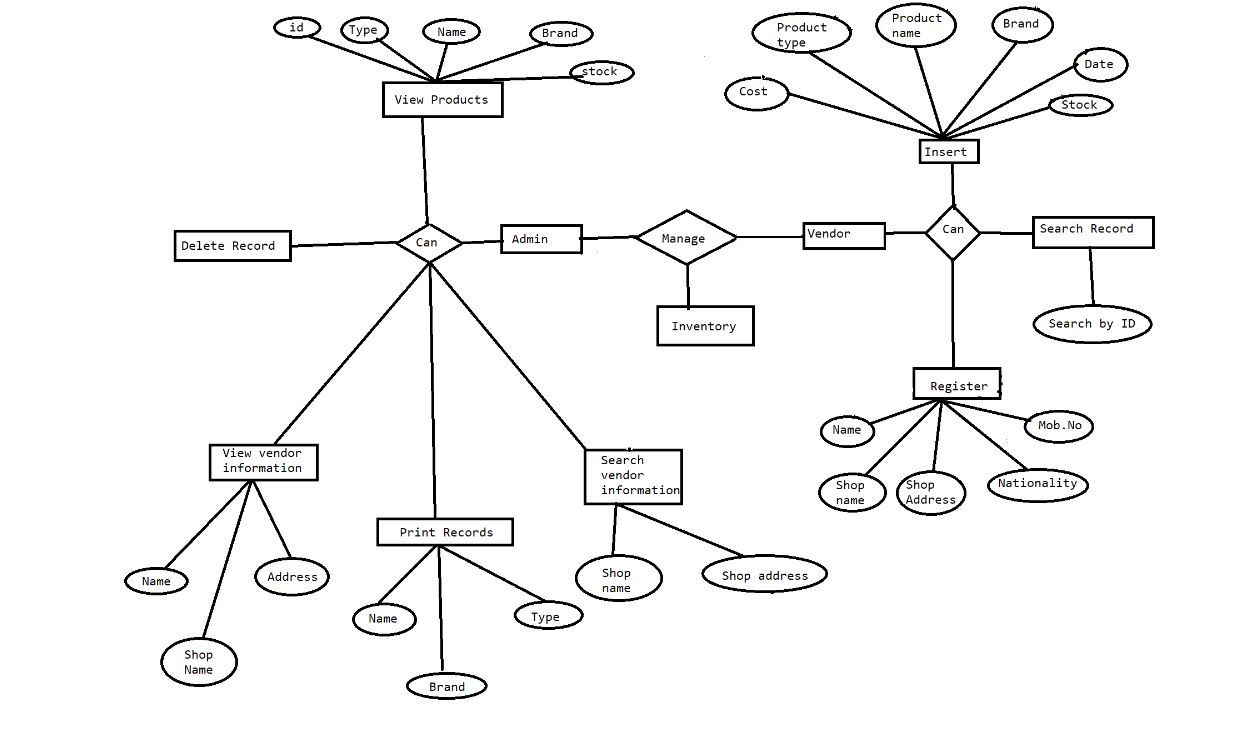 id
Type
Name
Brand
stock
View Products
Product
type
Product
name
Brand
Date
Cost
Stock
Insert
Delete Record
Can
Admin
Manage
Vendor
Can
Search Record
Inventory
Search by ID
Register
Name
Mob.No
Shop
name
Shop
Address
Nationality
View vendor
information
Search
vendor
information
Print Records
Name
Address
Shop
name
Shop address
Name
Type
Shop
Name
Brand